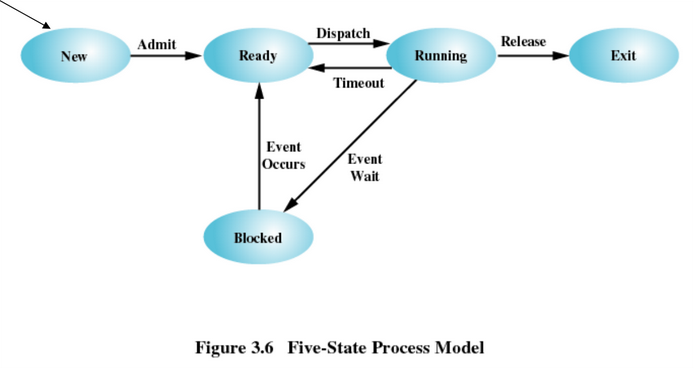 New
Admit
Ready
Dispatch
Timeout
Running
Release
Exit
Event
Occurs
Event
Wait
Blocked
Figure 3.6 Five-State Process Model